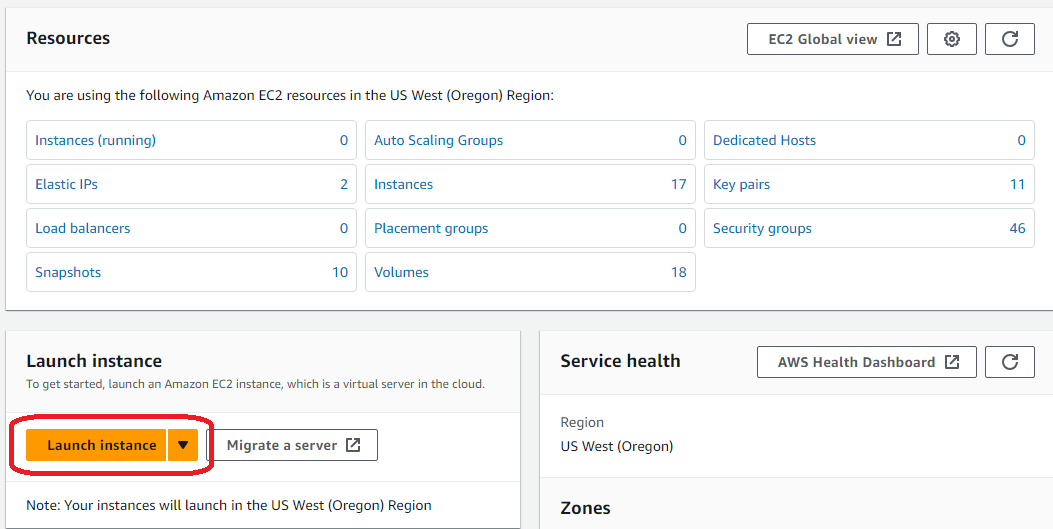 Resources
EC2 Global view
You are using the following Amazon EC2 resources in the US West (Oregon) Region:
Instances (running) 0
Auto Scaling Groups 0
Dedicated Hosts 0
Elastic IPs 2
Instances 17
Key pairs 11
Load balancers 0
Placement groups 0
Security groups 46
Snapshots 10
Volumes 18
Launch instance
To get started, launch an Amazon EC2 instance, which is a virtual server in the cloud.
Launch instance
Migrate a server
Note: Your instances will launch in the US West (Oregon) Region
Service health
AWS Health Dashboard
Region
US West (Oregon)
Zones